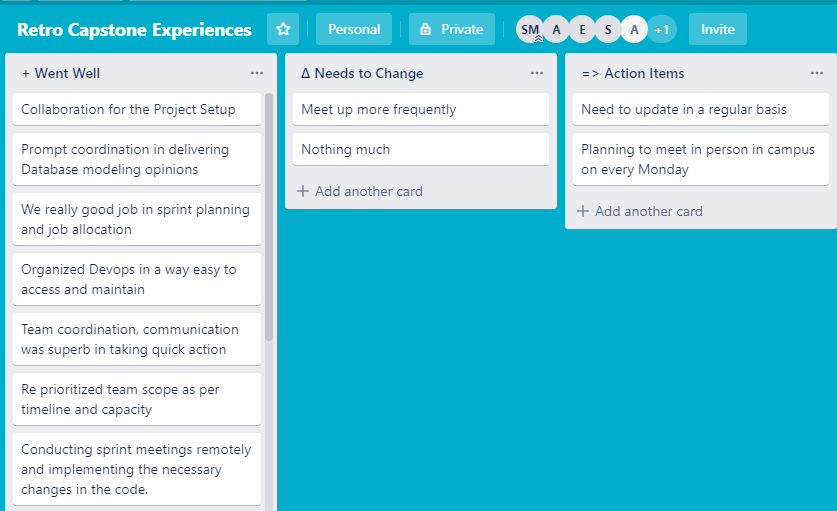 Retro Capstone Experiences Personal Private SM A E S A +1 Invite
+ Went Well
Collaboration for the Project Setup
Prompt coordination in delivering
Database modeling opinions
We really good job in sprint planning
and job allocation
Organized Devops in a way easy to
access and maintain
Team coordination, communication
was superb in taking quick action
Re prioritized team scope as per
timeline and capacity
Conducting sprint meetings remotely
and implementing the necessary
changes in the code.
Δ Needs to Change
Meet up more frequently
Nothing much
+ Add another card
=> Action Items
Need to update in a regular basis
Planning to meet in person in campus
on every Monday
+ Add another card